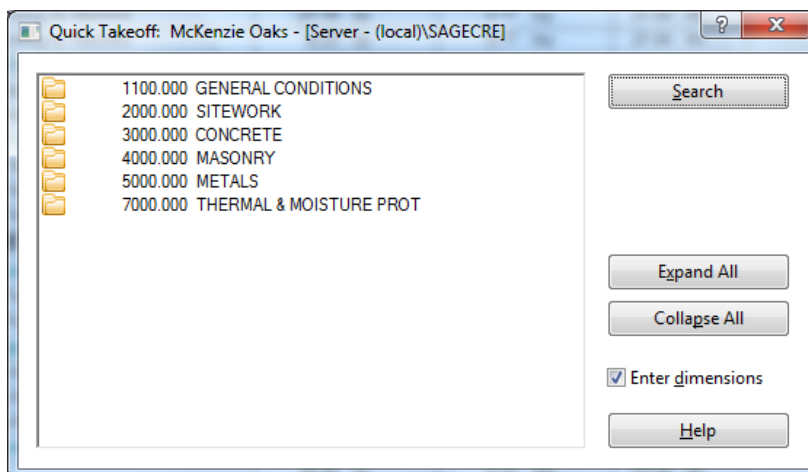 Quick Takeoff: McKenzie Oaks - [Server - (local)\SAGECRE]
?
1100.000 GENERAL CONDITIONS
2000.000 SITEWORK
3000.000 CONCRETE
4000.000 MASONRY
5000.000 METALS
7000.000 THERMAL & MOISTURE PROT
Search
Expand All
Collapse All
Enter dimensions
Help